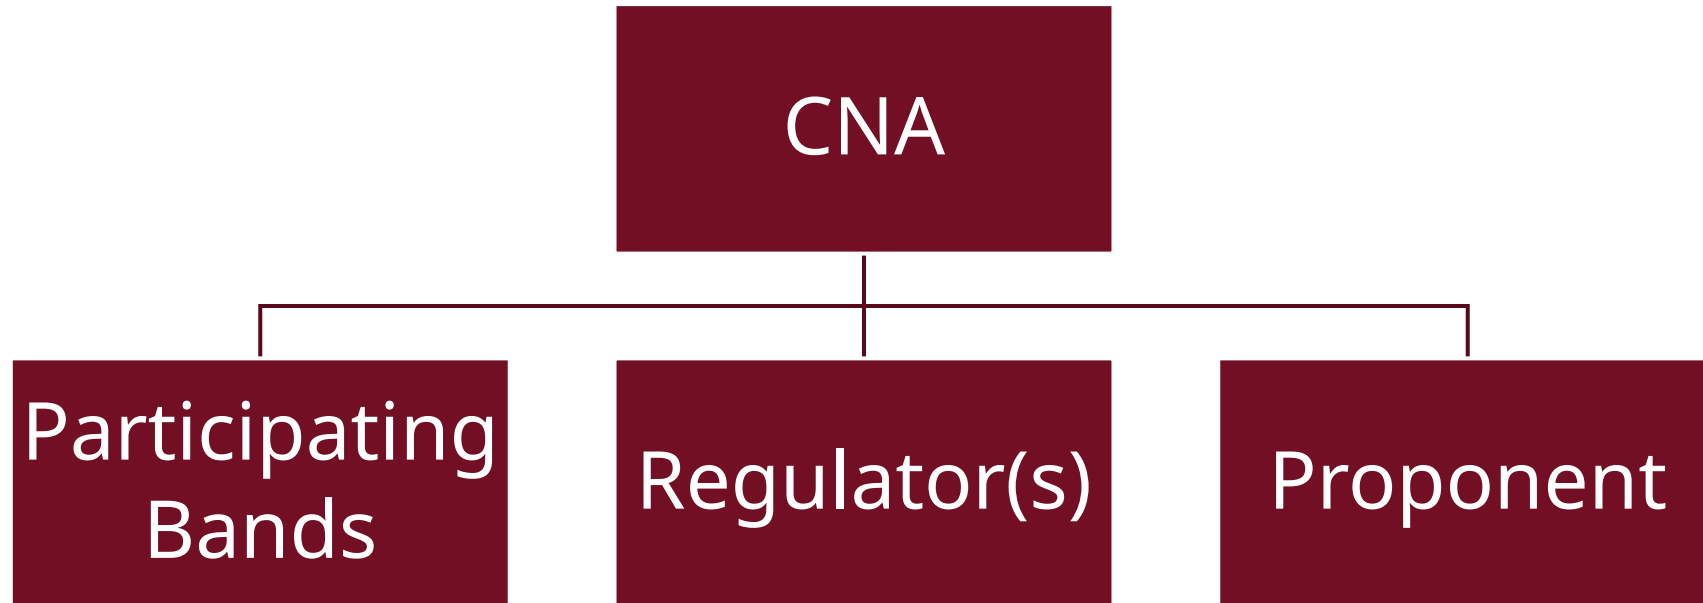 CNA
Participating
Bands
Regulator(s)
Proponent